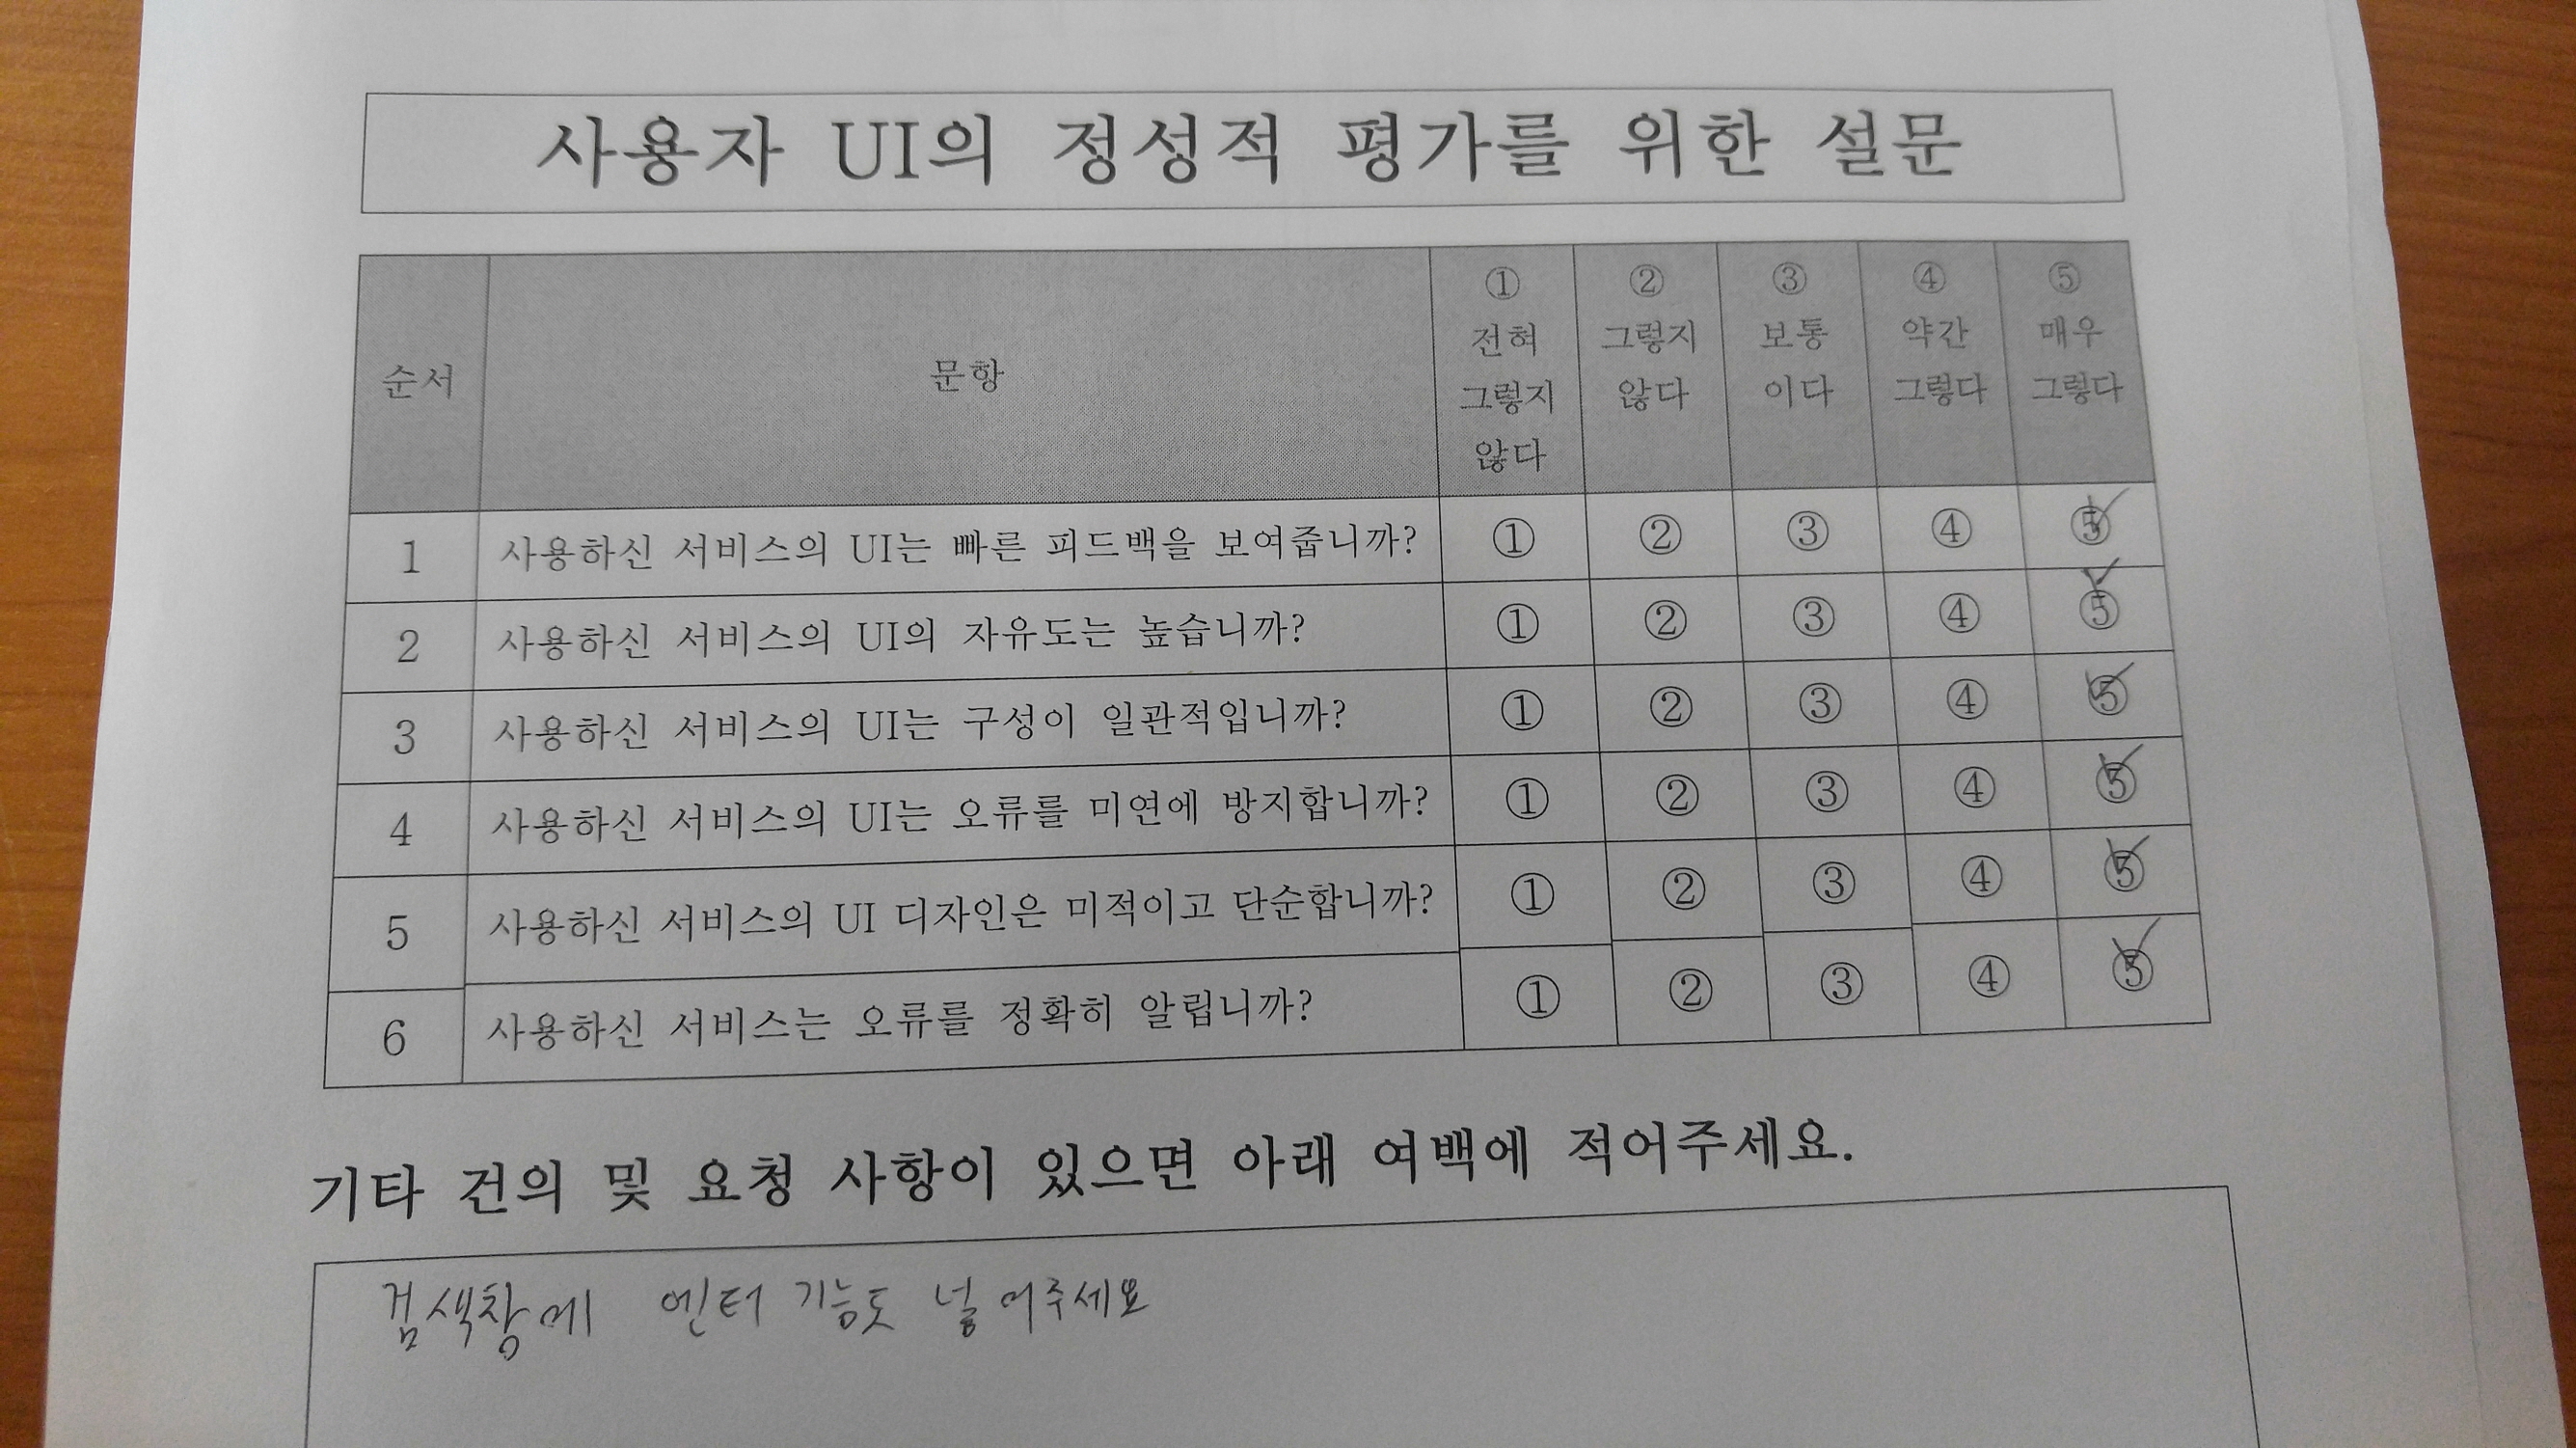 사용자 UI의 정성적 평가를 위한 설문
순서 문항 ① 전혀 그렇지 않다 ② 그렇지 않다 ③ 보통이다 ④ 약간 그렇다 ⑤ 매우 그렇다
1 사용하신 서비스의 UI는 빠른 피드백을 보여줍니까? ① ② ③ ④ ⑤
2 사용하신 서비스의 UI의 자유도는 높습니까? ① ② ③ ④ ⑤
3 사용하신 서비스의 UI는 구성이 일관적입니까? ① ② ③ ④ ⑤
4 사용하신 서비스의 UI는 오류를 미연에 방지합니까? ① ② ③ ④ ⑤
5 사용하신 서비스의 UI 디자인은 미적이고 단순합니까? ① ② ③ ④ ⑤
6 사용하신 서비스는 오류를 정확히 알립니까? ① ② ③ ④ ⑤
기타 건의 및 요청 사항이 있으면 아래 여백에 적어주세요.
검색창에 엔터 기능도 넣어주세요